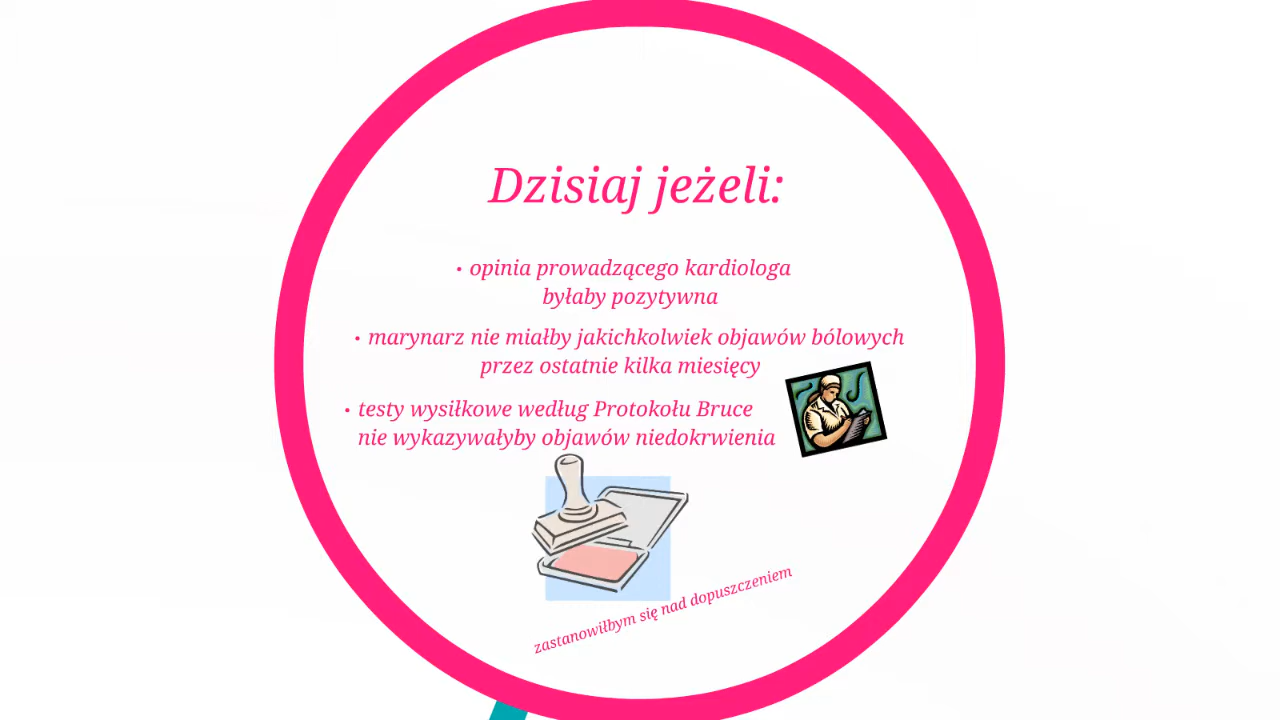 Dzisiaj jeżeli:
• opinia prowadzącego kardiologa
byłaby pozytywna
• marynarz nie miałby jakichkolwiek objawów bólowych
przez ostatnie kilka miesięcy
• testy wysiłkowe według Protokołu Bruce
nie wykazywałyby objawów niedokrwienia
zastanowiłbym się nad dopuszczeniem